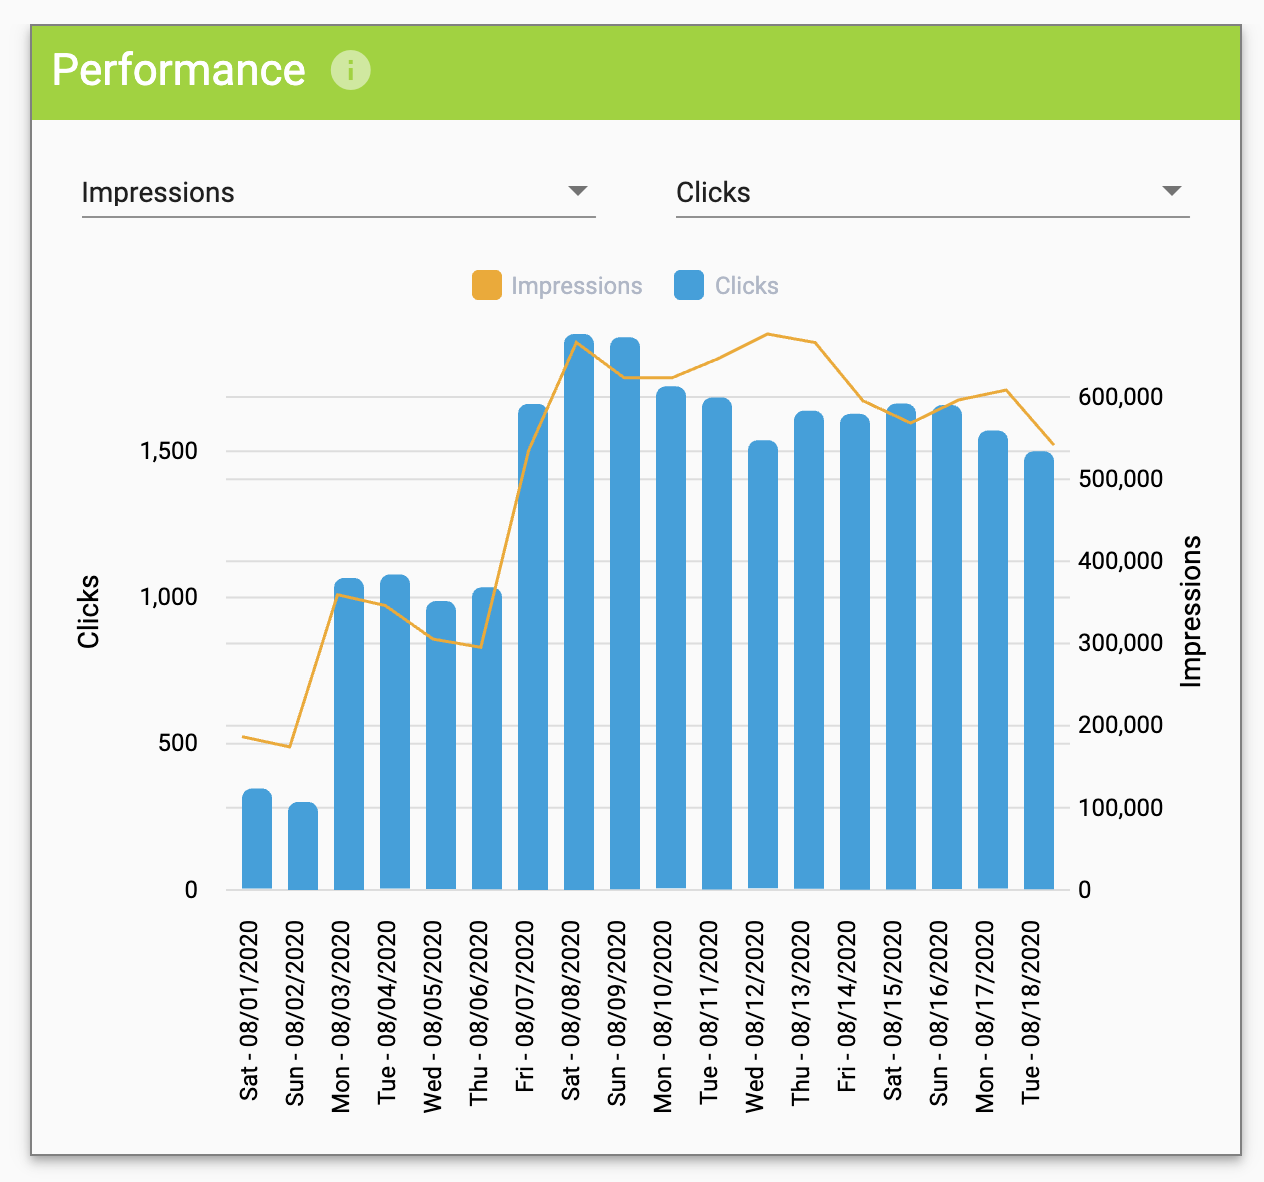 Performance i
Impressions
Clicks
Impressions Clicks
600,000
1,500
500,000
400,000
1,000
300,000
200,000
500
100,000
0
0
Clicks
Impressions
Sat - 08/01/2020
Sun - 08/02/2020
Mon - 08/03/2020
Tue - 08/04/2020
Wed - 08/05/2020
Thu - 08/06/2020
Fri - 08/07/2020
Sat - 08/08/2020
Sun - 08/09/2020
Mon - 08/10/2020
Tue - 08/11/2020
Wed - 08/12/2020
Thu - 08/13/2020
Fri - 08/14/2020
Sat - 08/15/2020
Sun - 08/16/2020
Mon - 08/17/2020
Tue - 08/18/2020